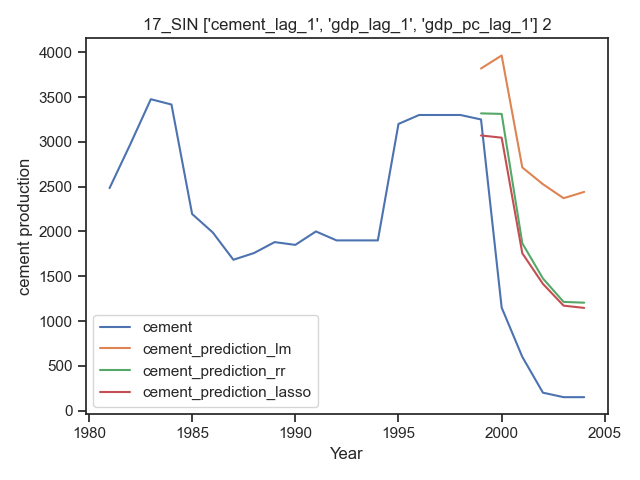 17_SIN ['cement_lag_1', 'gdp_lag_1', 'gdp_pc_lag_1'] 2
4000
3500
3000
2500
2000
1500
1000
500
0
cement production
cement
cement_prediction_lm
cement_prediction_rr
cement_prediction_lasso
1980 1985 1990 1995 2000 2005
Year